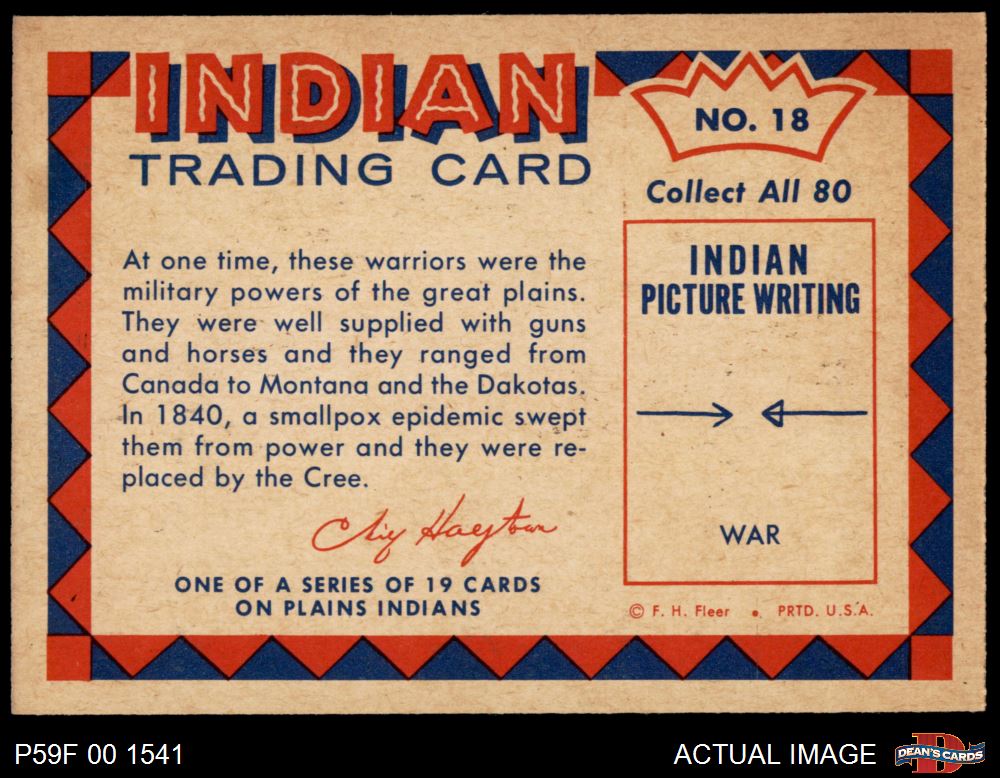 INDIAN
TRADING CARD
NO. 18
Collect All 80
At one time, these warriors were the
military powers of the great plains.
They were well supplied with guns
and horses and they ranged from
Canada to Montana and the Dakotas.
In 1840, a smallpox epidemic swept
them from power and they were re-
placed by the Cree.
ONE OF A SERIES OF 19 CARDS
ON PLAINS INDIANS
INDIAN
PICTURE WRITING
WAR
© F. H. Fleer • PRTD. U.S.A.
P59F 00 1541
ACTUAL IMAGE
DEAN'S CARDS